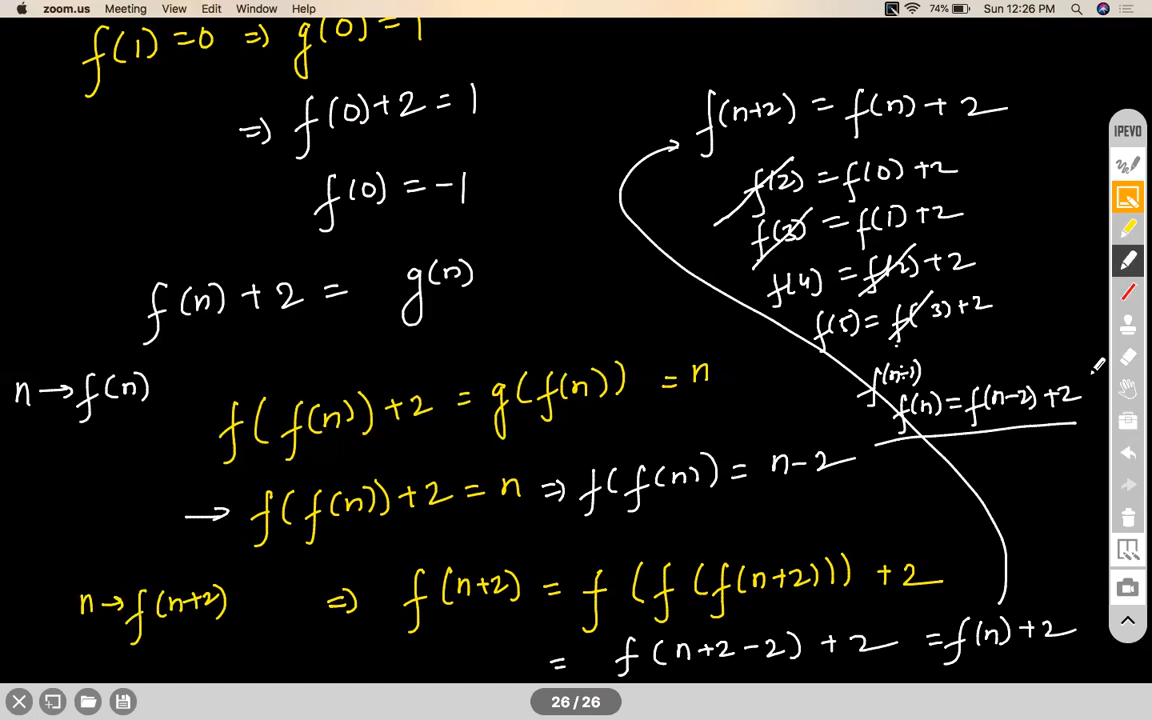 zoom.us Meeting View Edit Window Help 74% Sun 12:26 PM
f(1) = 0 ⇒ g(0) = 1
⇒ f(0) + 2 = 1
f(0) = -1
f(n) + 2 = g(n)
n → f(n)
f(f(n)) + 2 = g(f(n)) = n
→ f(f(n)) + 2 = n ⇒ f(f(n)) = n-2
n → f(n+2) ⇒ f(n+2) = f(f(f(n+2))) + 2
= f(n+2-2) + 2 = f(n) + 2
f(n+2) = f(n) + 2
f(2) = f(0) + 2
f(3) = f(1) + 2
f(4) = f(2) + 2
f(5) = f(3) + 2
f(n-1)
f(n) = f(n-2) + 2
IPEVO
26 / 26